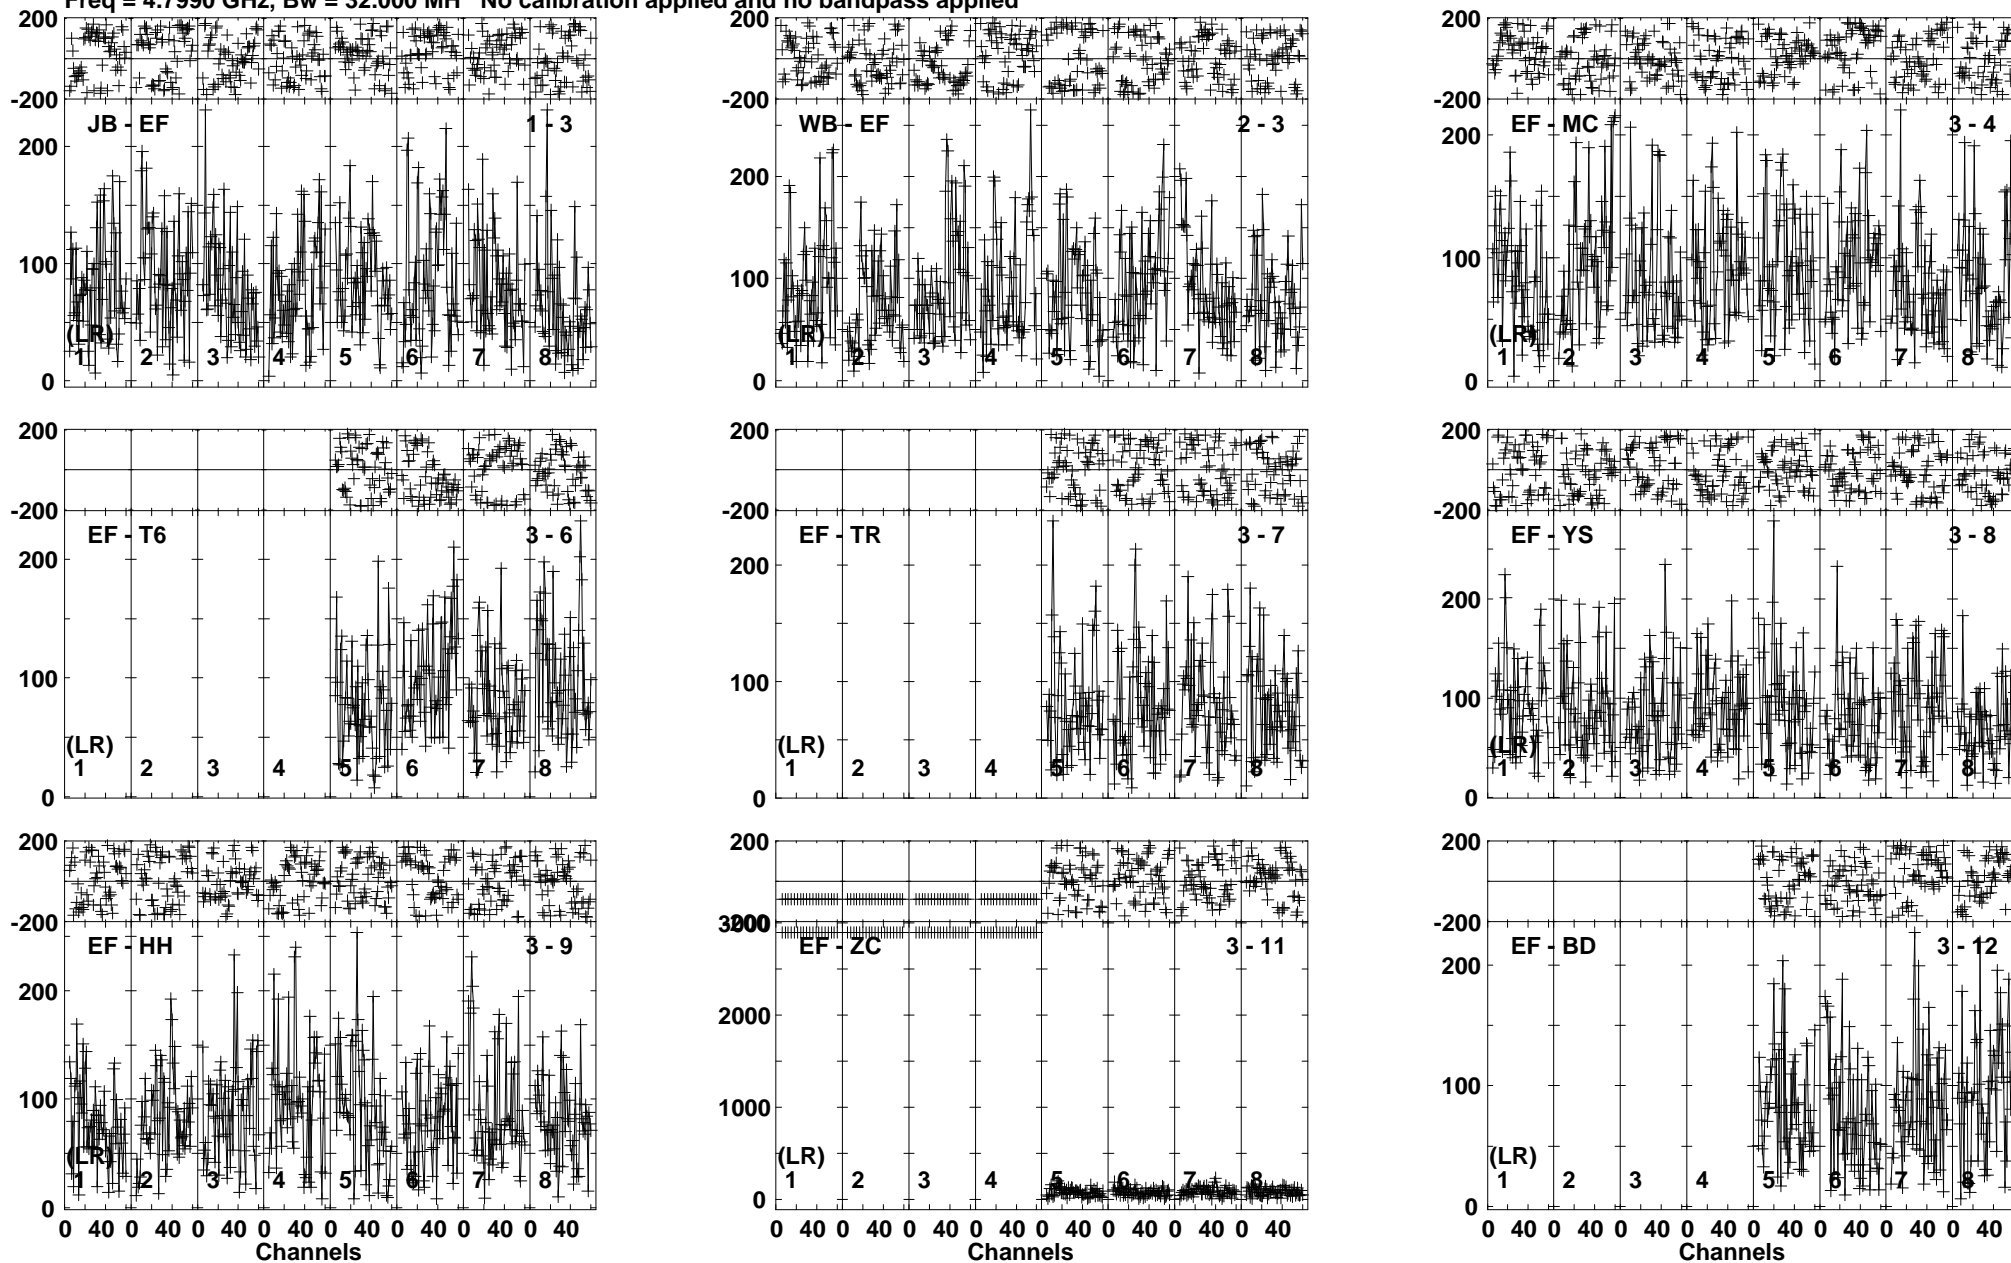 Freq = 4.7990 GHz, Bw = 32.000 MH No calibration applied and no bandpass applied
200
-200
JB - EF 1 - 3
200
100
(LR)
1 2 3 4 5 6 7 8
0
200
-200
WB - EF 2 - 3
200
100
(LR)
1 2 3 4 5 6 7 8
0
200
-200
EF - MC 3 - 4
200
100
(LR)
1 2 3 4 5 6 7 8
0
200
-200
EF - T6 3 - 6
200
100
(LR)
1 2 3 4 5 6 7 8
0
200
-200
EF - TR 3 - 7
200
100
(LR)
1 2 3 4 5 6 7 8
0
200
-200
EF - YS 3 - 8
200
100
(LR)
1 2 3 4 5 6 7 8
0
200
-200
EF - HH 3 - 9
200
100
(LR)
1 2 3 4 5 6 7 8
0
0 40 0 40 0 40 0 40 0 40 0 40 0 40 0 40
Channels
200
-200
3000
EF - ZC 3 - 11
2000
1000
(LR)
1 2 3 4 5 6 7 8
0
0 40 0 40 0 40 0 40 0 40 0 40 0 40 0 40
Channels
200
-200
EF - BD 3 - 12
200
100
(LR)
1 2 3 4 5 6 7 8
0
0 40 0 40 0 40 0 40 0 40 0 40 0 40 0 40
Channels